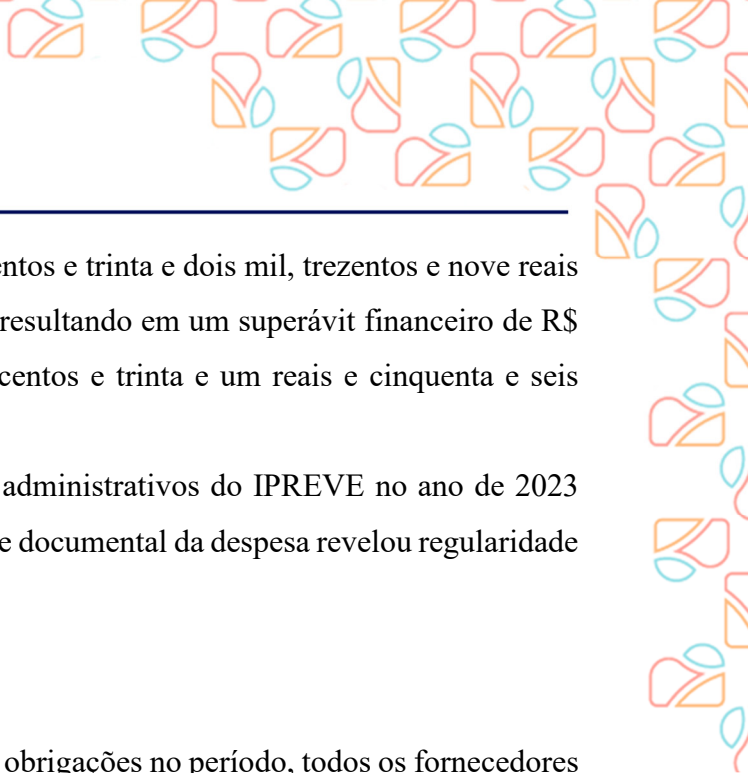 entos e trinta e dois mil, trezentos e nove reais
resultando em um superávit financeiro de R$
centos e trinta e um reais e cinquenta e seis
administrativos do IPREVE no ano de 2023
e documental da despesa revelou regularidade
obrigações no período, todos os fornecedores